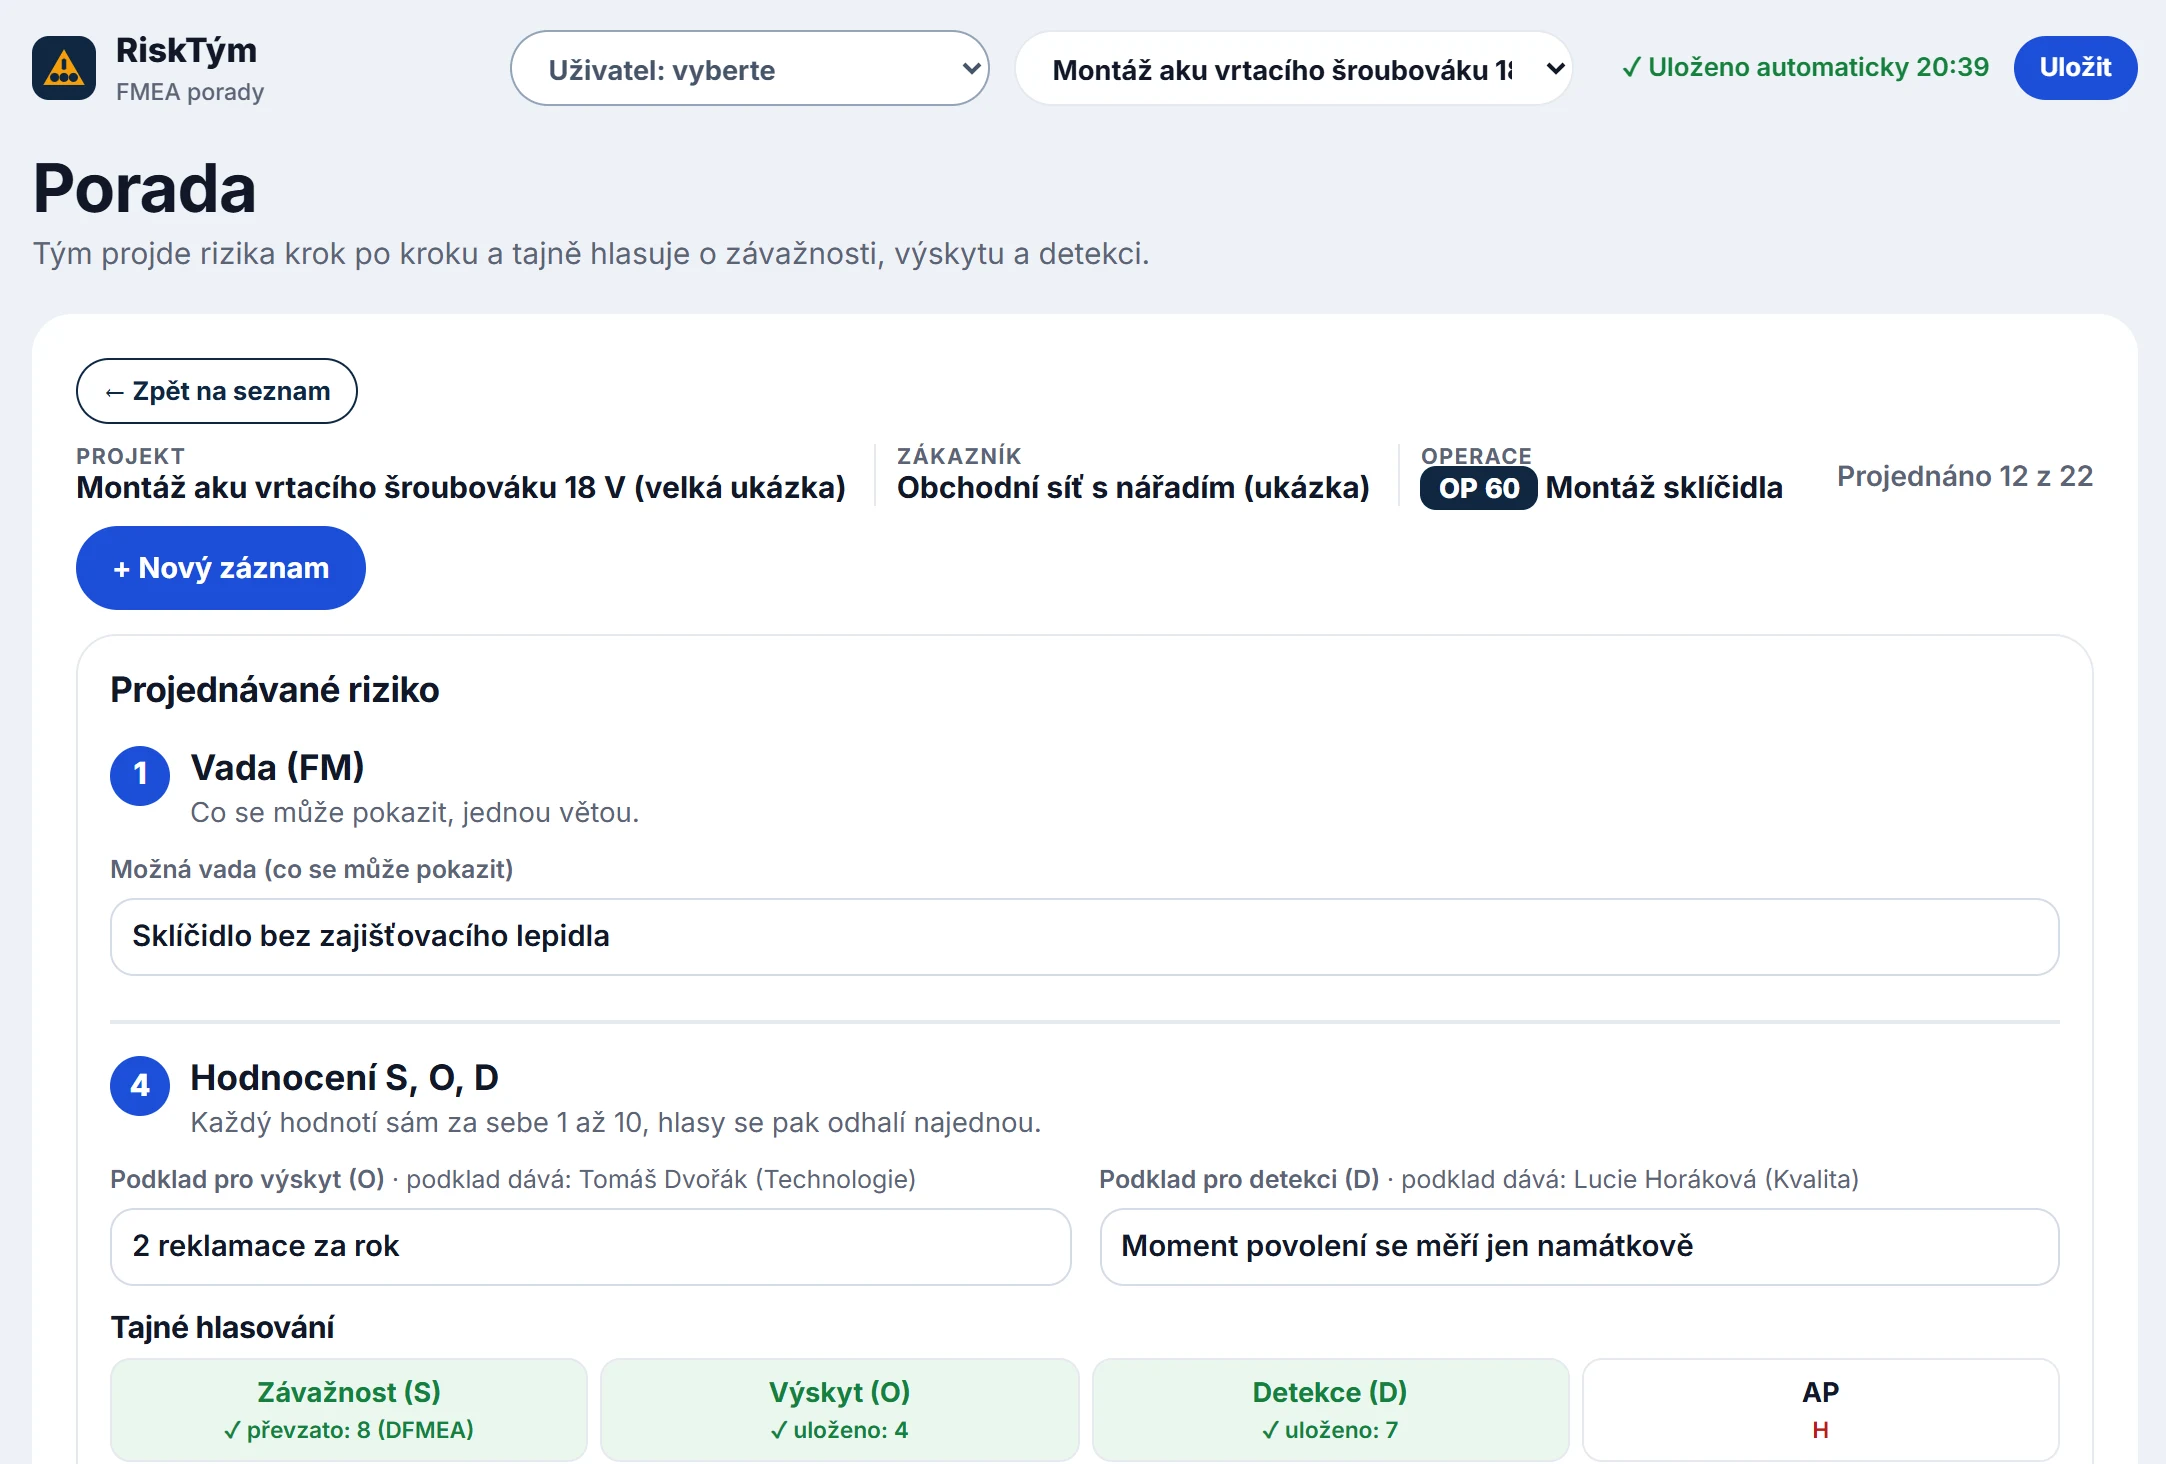 RiskTým
FMEA porady
Uživatel: vyberte
Montáž aku vrtacího šroubováku 18
✓ Uloženo automaticky 20:39
Uložit
Porada
Tým projde rizika krok po kroku a tajně hlasuje o závažnosti, výskytu a detekci.
← Zpět na seznam
PROJEKT
Montáž aku vrtacího šroubováku 18 V (velká ukázka)
ZÁKAZNÍK
Obchodní síť s nářadím (ukázka)
OPERACE
OP 60 Montáž sklíčidla
Projednáno 12 z 22
+ Nový záznam
Projednávané riziko
1 Vada (FM)
Co se může pokazit, jednou větou.
Možná vada (co se může pokazit)
Sklíčidlo bez zajišťovacího lepidla
4 Hodnocení S, O, D
Každý hodnotí sám za sebe 1 až 10, hlasy se pak odhalí najednou.
Podklad pro výskyt (O) · podklad dává: Tomáš Dvořák (Technologie)
2 reklamace za rok
Podklad pro detekci (D) · podklad dává: Lucie Horáková (Kvalita)
Moment povolení se měří jen namátkově
Tajné hlasování
Závažnost (S)
✓ převzato: 8 (DFMEA)
Výskyt (O)
✓ uloženo: 4
Detekce (D)
✓ uloženo: 7
AP
H